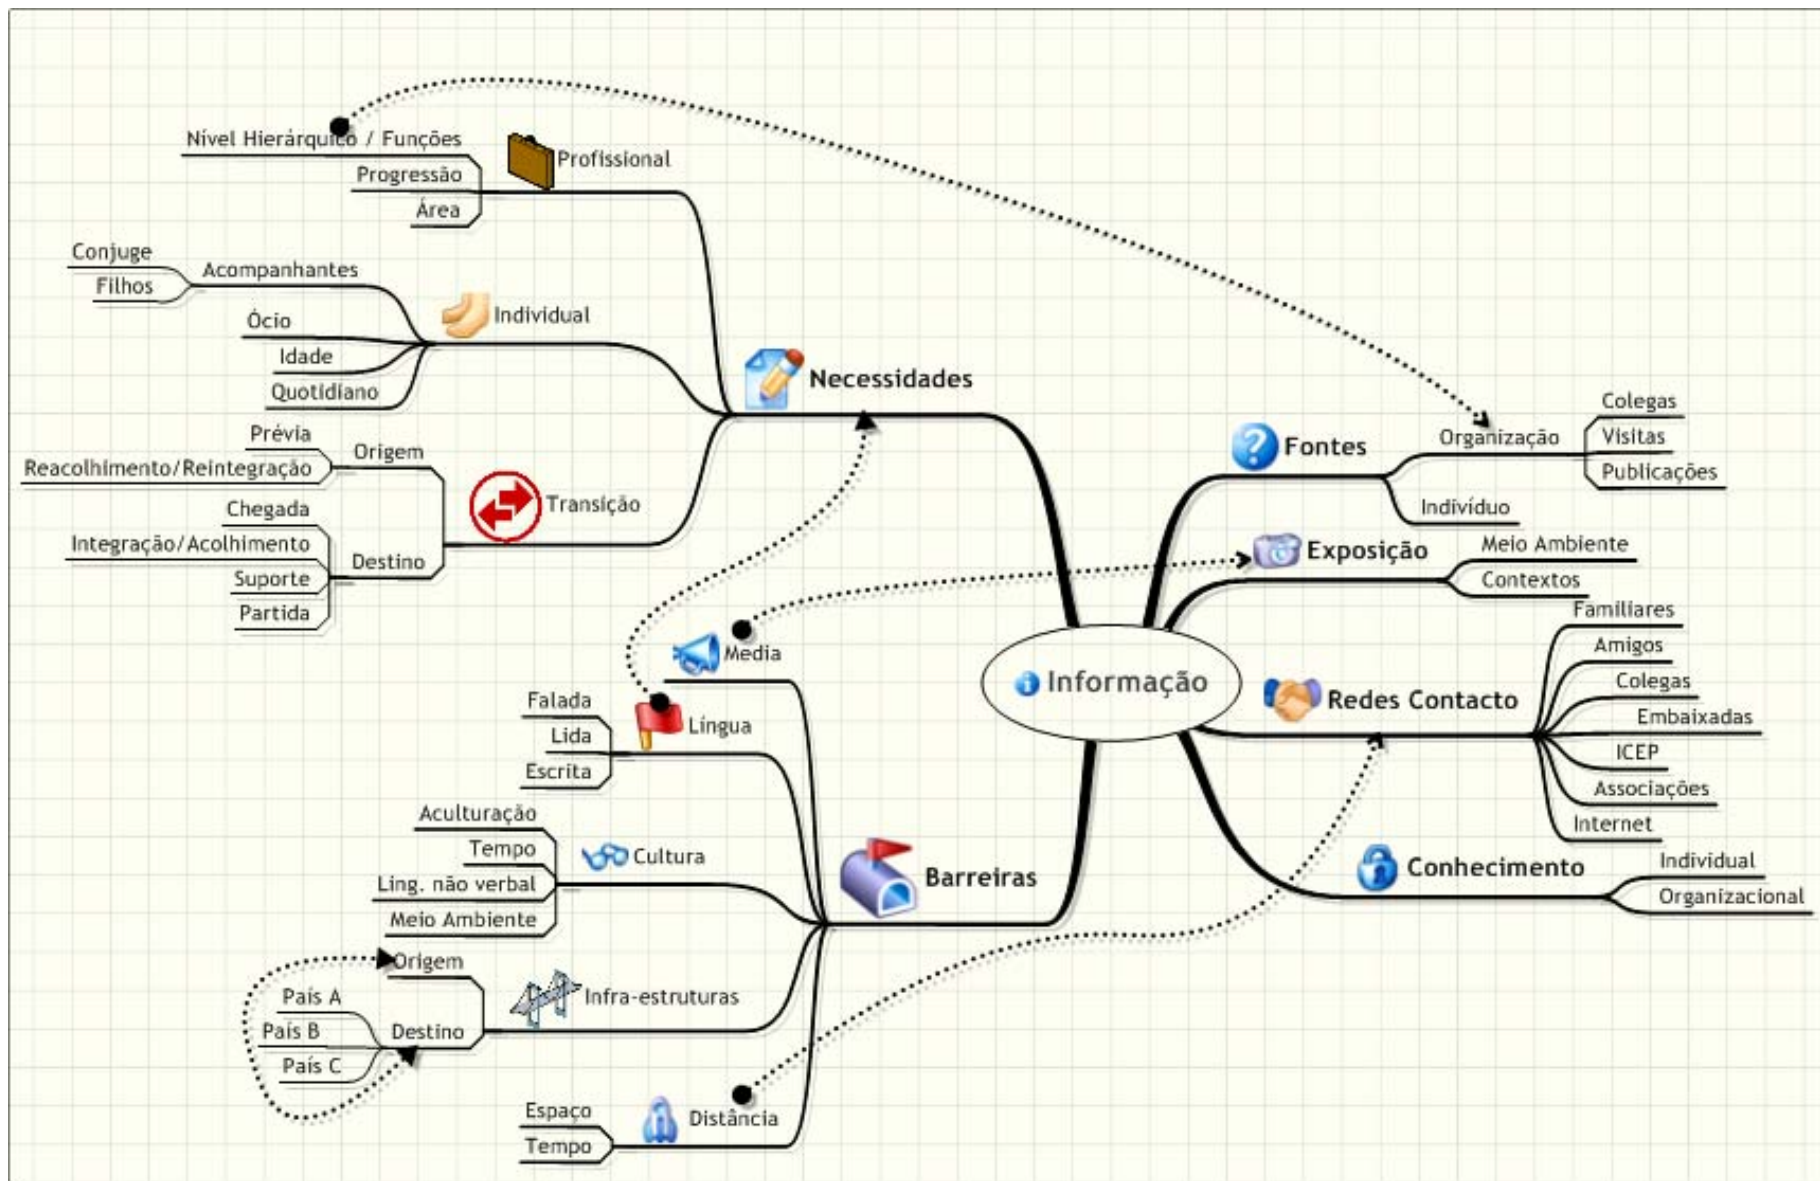 Nível Hierárquico / Funções
Progressão
Área
Profissional
Conjuge
Filhos
Acompanhantes
Ócio
Idade
Quotidiano
Individual
Necessidades
Prévia
Reacolhimento/Reintegração
Origem
Chegada
Integração/Acolhimento
Suporte
Partida
Destino
Transição
Fontes
Organização
Colegas
Visitas
Publicações
Indivíduo
Exposição
Meio Ambiente
Contextos
Informação
Redes Contacto
Familiares
Amigos
Colegas
Embaixadas
ICEP
Associações
Internet
Conhecimento
Individual
Organizacional
Media
Falada
Lida
Escrita
Língua
Aculturação
Tempo
Ling. não verbal
Meio Ambiente
Cultura
Barreiras
Origem
País A
País B
País C
Destino
Infra-estruturas
Espaço
Tempo
Distância